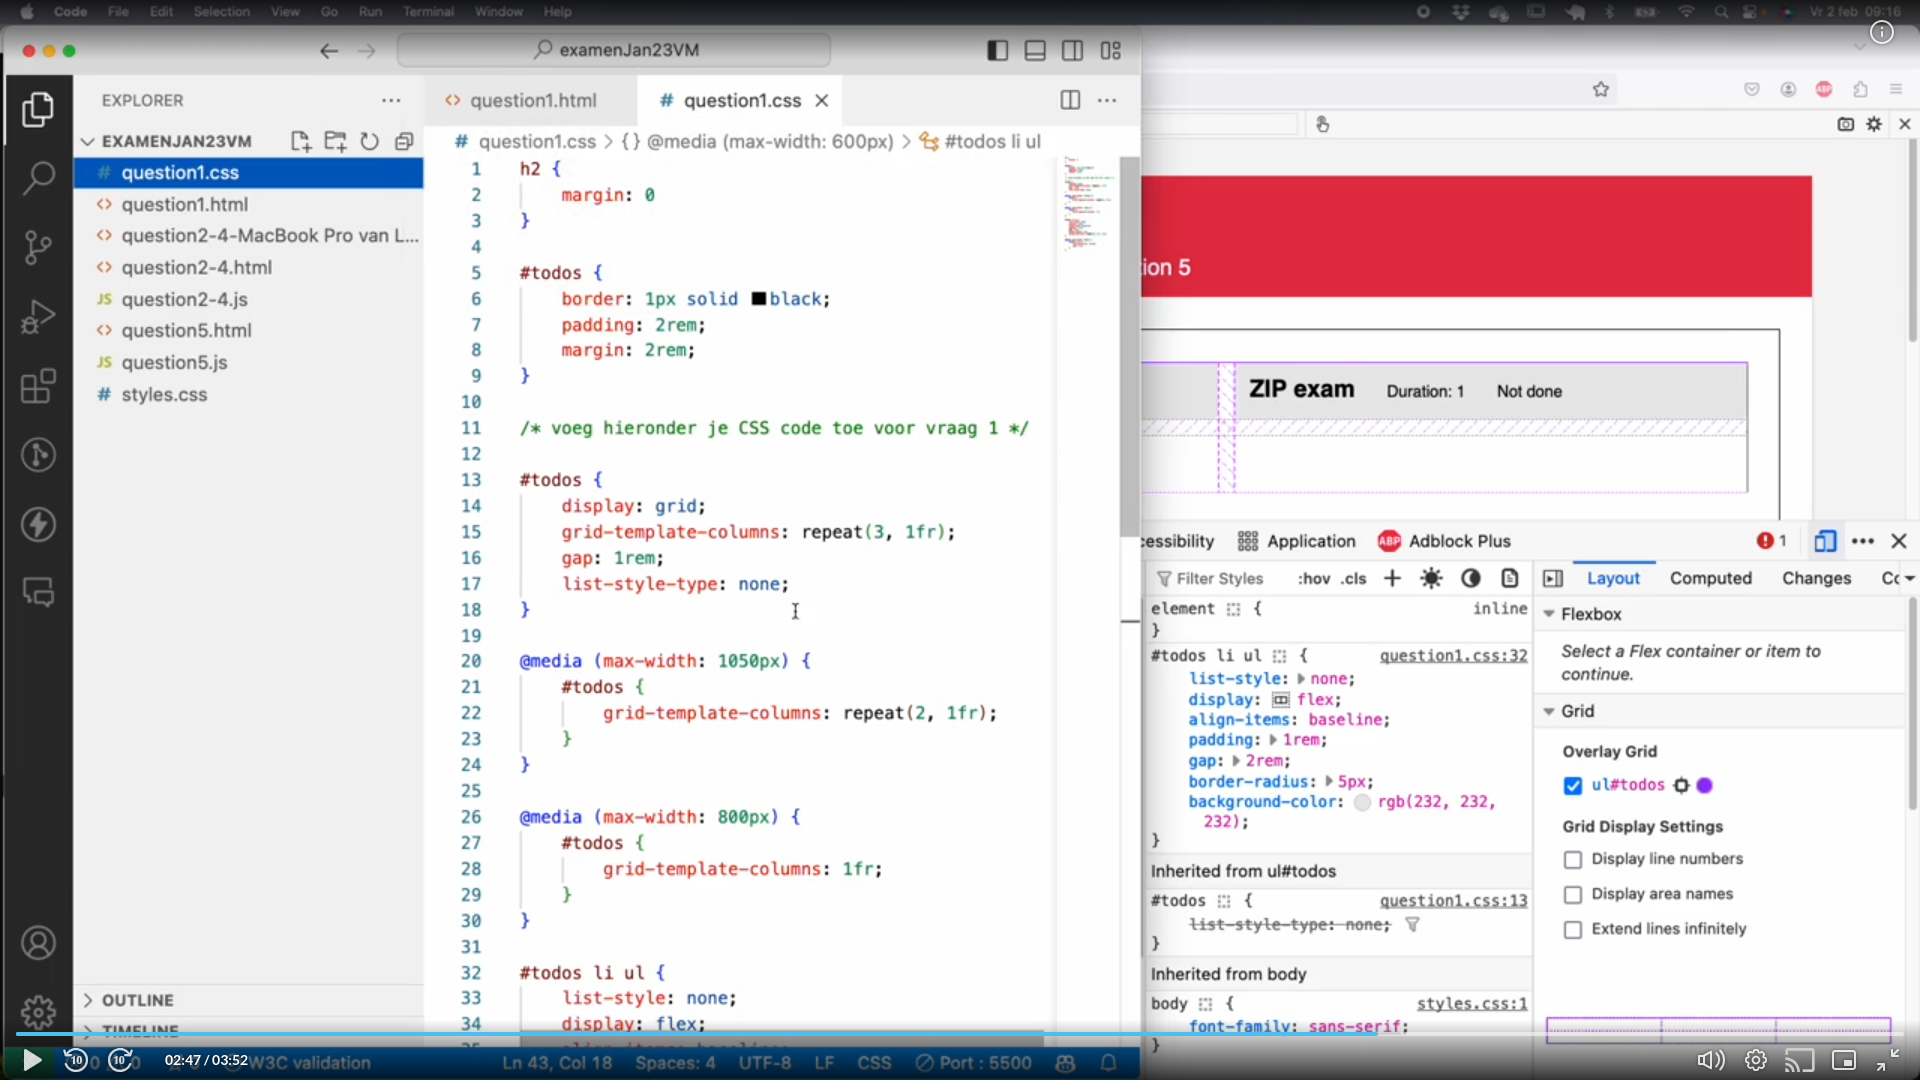 Code File Edit Selection View Go Run Terminal Window Help
Vr 2 feb 09:16
examenJan23VM
EXPLORER
question1.html
question1.css
EXAMENJAN23VM
question1.css
question1.html
question2-4-MacBook Pro van L...
question2-4.html
question2-4.js
question5.html
question5.js
styles.css
OUTLINE
TIMELINE
question1.css > {} @media (max-width: 600px) > #todos li ul
1 h2 {
2 margin: 0
3 }
4
5 #todos {
6 border: 1px solid black;
7 padding: 2rem;
8 margin: 2rem;
9 }
10
11 /* voeg hieronder je CSS code toe voor vraag 1 */
12
13 #todos {
14 display: grid;
15 grid-template-columns: repeat(3, 1fr);
16 gap: 1rem;
17 list-style-type: none;
18 }
19
20 @media (max-width: 1050px) {
21 #todos {
22 grid-template-columns: repeat(2, 1fr);
23 }
24 }
25
26 @media (max-width: 800px) {
27 #todos {
28 grid-template-columns: 1fr;
29 }
30 }
31
32 #todos li ul {
33 list-style: none;
34 display: flex;
tion 5
ZIP exam Duration: 1 Not done
cessibility Application ABP Adblock Plus 1
Filter Styles :hov .cls
Layout Computed Changes
element { inline
}
#todos li ul { question1.css:32
list-style: none;
display: flex;
align-items: baseline;
padding: 1rem;
gap: 2rem;
border-radius: 5px;
background-color: rgb(232, 232,
232);
}
Inherited from ul#todos
#todos { question1.css:13
list-style-type: none;
}
Inherited from body
body { styles.css:1
font-family: sans-serif;
}
Flexbox
Select a Flex container or item to
continue.
Grid
Overlay Grid
ul#todos
Grid Display Settings
Display line numbers
Display area names
Extend lines infinitely
10 10 02:47 / 03:52 W3C validation
Ln 43, Col 18 Spaces: 4 UTF-8 LF CSS Port : 5500